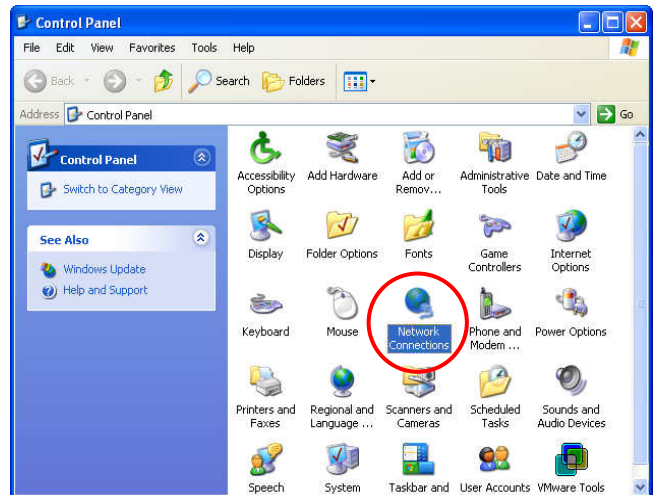 Control Panel
File Edit View Favorites Tools Help
Back Search Folders
Address Control Panel Go
Control Panel
Switch to Category View
See Also
Windows Update
Help and Support
Accessibility Options
Add Hardware
Add or Remov...
Administrative Tools
Date and Time
Display
Folder Options
Fonts
Game Controllers
Internet Options
Keyboard
Mouse
Network Connections
Phone and Modem ...
Power Options
Printers and Faxes
Regional and Language ...
Scanners and Cameras
Scheduled Tasks
Sounds and Audio Devices
Speech
System
Taskbar and
User Accounts
VMware Tools